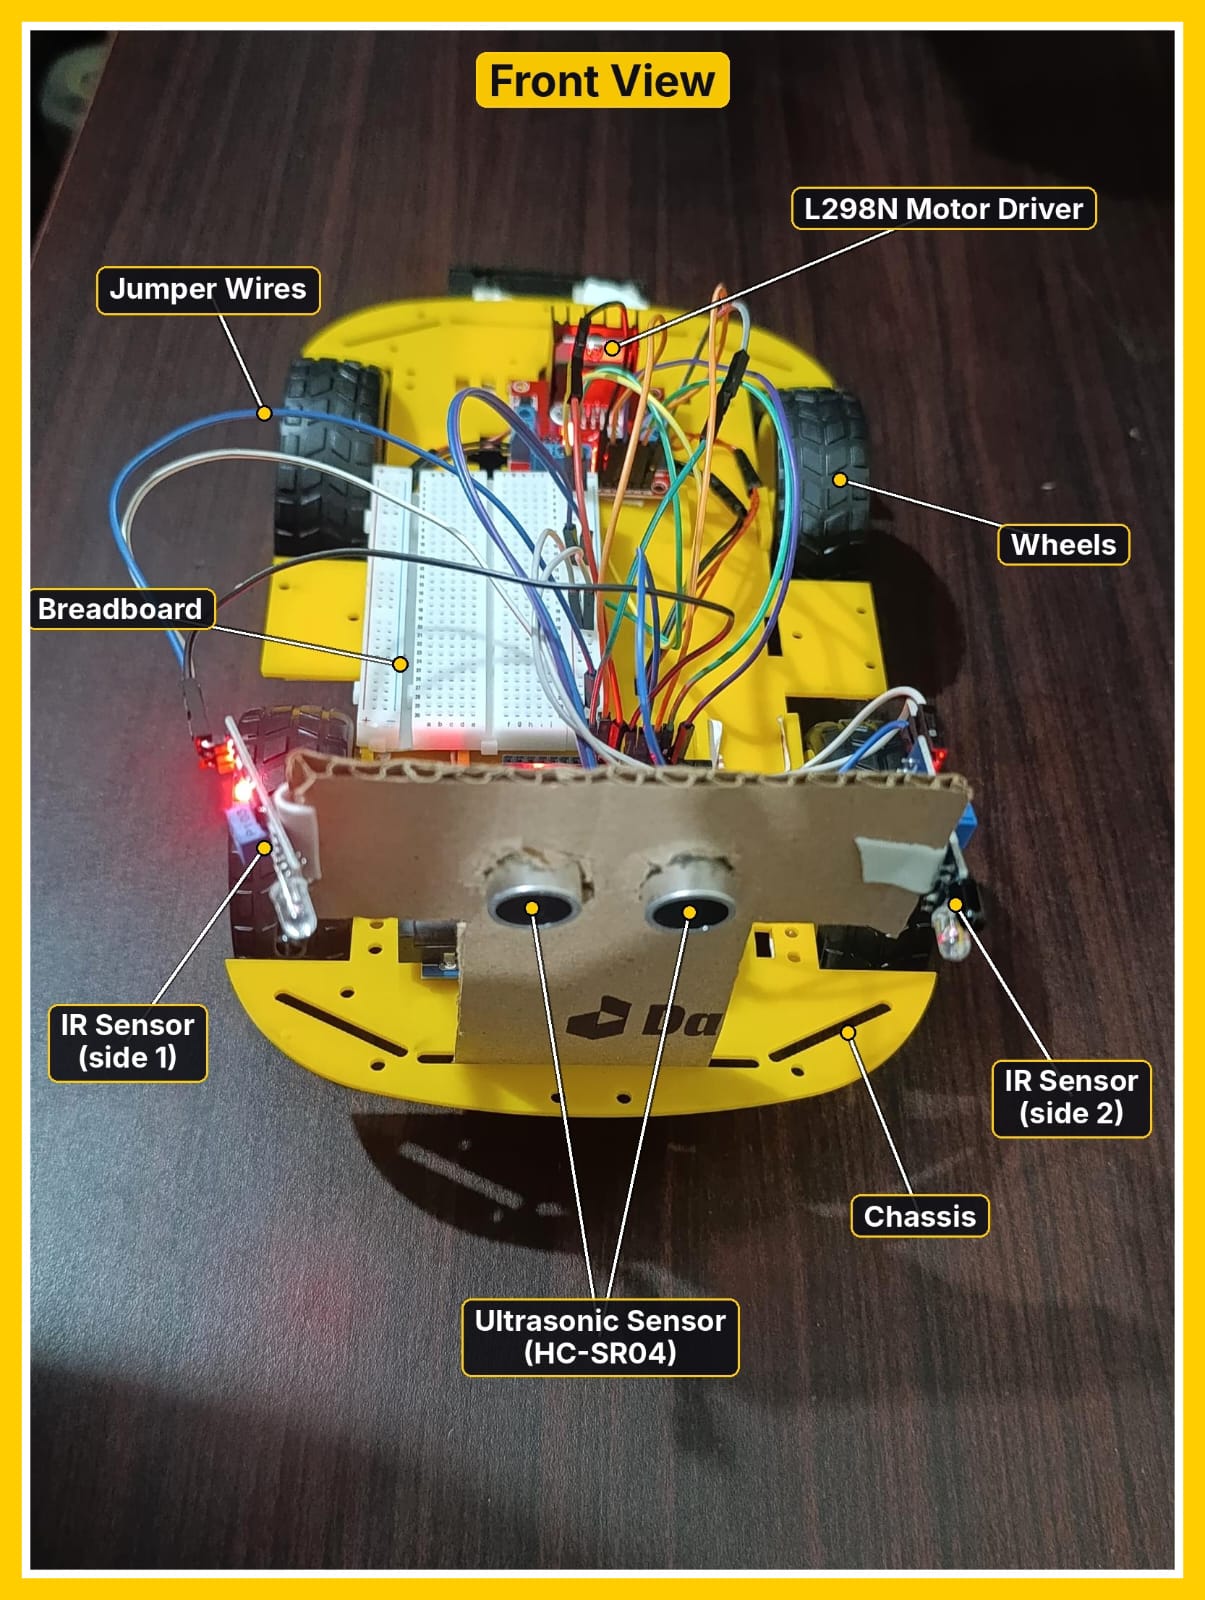 Front View
L298N Motor Driver
Jumper Wires
Wheels
Breadboard
IR Sensor
(side 1)
Da
IR Sensor
(side 2)
Chassis
Ultrasonic Sensor
(HC-SR04)